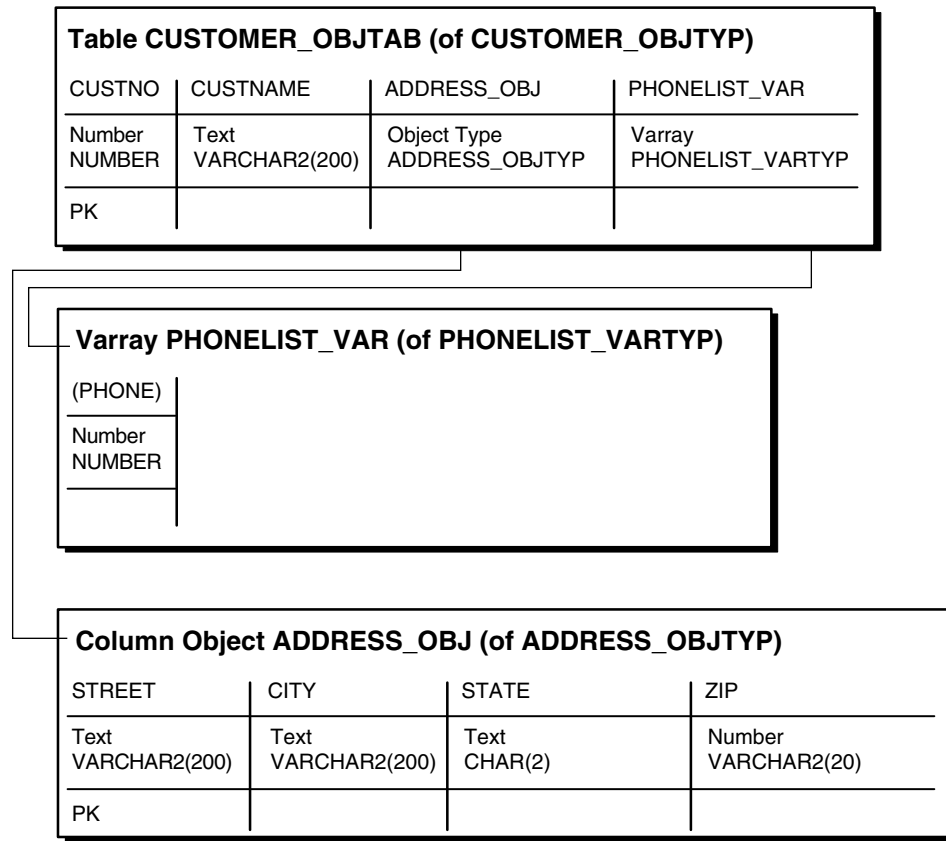 Table CUSTOMER_OBJTAB (of CUSTOMER_OBJTYP)
CUSTNO CUSTNAME ADDRESS_OBJ PHONELIST_VAR
Number Text Object Type Varray
NUMBER VARCHAR2(200) ADDRESS_OBJTYP PHONELIST_VARTYP
PK
Varray PHONELIST_VAR (of PHONELIST_VARTYP)
(PHONE)
Number
NUMBER
Column Object ADDRESS_OBJ (of ADDRESS_OBJTYP)
STREET CITY STATE ZIP
Text Text Text Number
VARCHAR2(200) VARCHAR2(200) CHAR(2) VARCHAR2(20)
PK